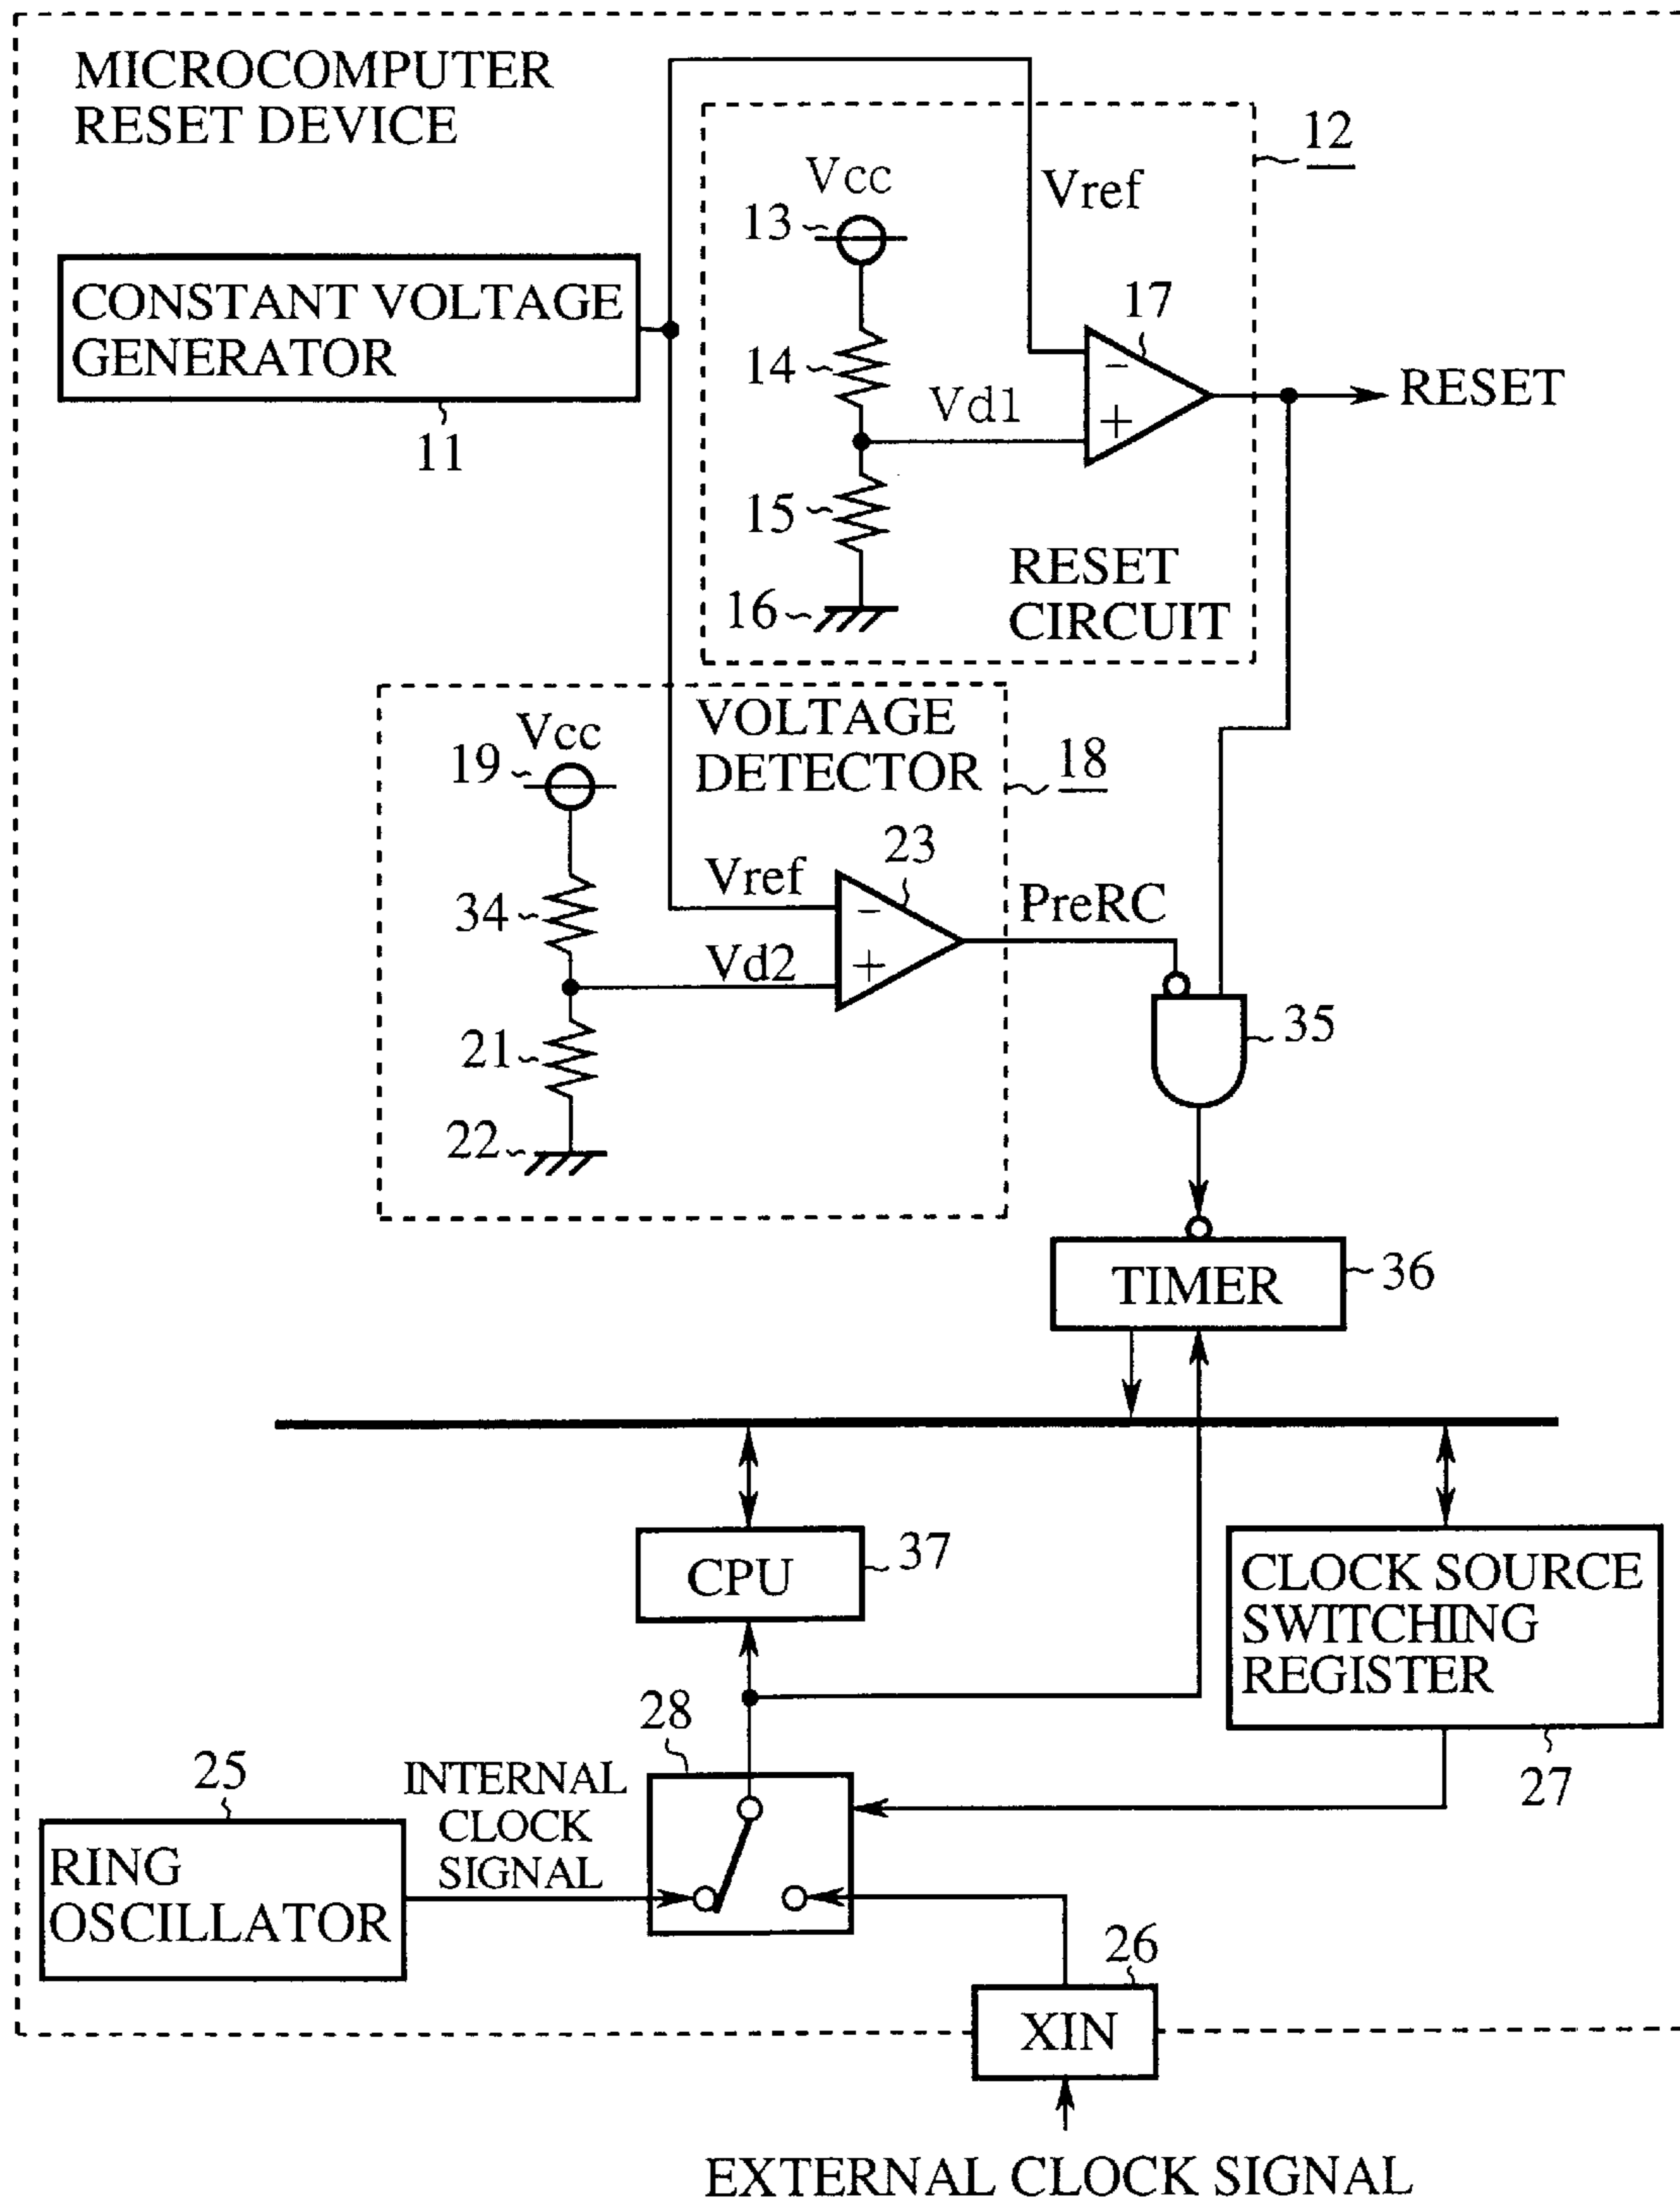 MICROCOMPUTER
RESET DEVICE
12
Vcc
Vref
13
CONSTANT VOLTAGE
GENERATOR
17
14
−
RESET
Vd1
+
11
15
RESET
CIRCUIT
16
VOLTAGE
DETECTOR
Vcc
19
18
23
Vref
−
PreRC
34
Vd2
+
21
35
22
TIMER
36
CPU
37
CLOCK SOURCE
SWITCHING
REGISTER
28
27
25
INTERNAL
CLOCK
SIGNAL
RING
OSCILLATOR
26
XIN
EXTERNAL CLOCK SIGNAL